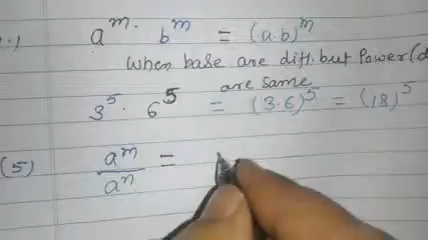 a^m · b^m = (a.b)^m
When base are diff. but Power(
are same
3^5 · 6^5 = (3.6)^5 = (18)^5
(5) a^m/a^n =